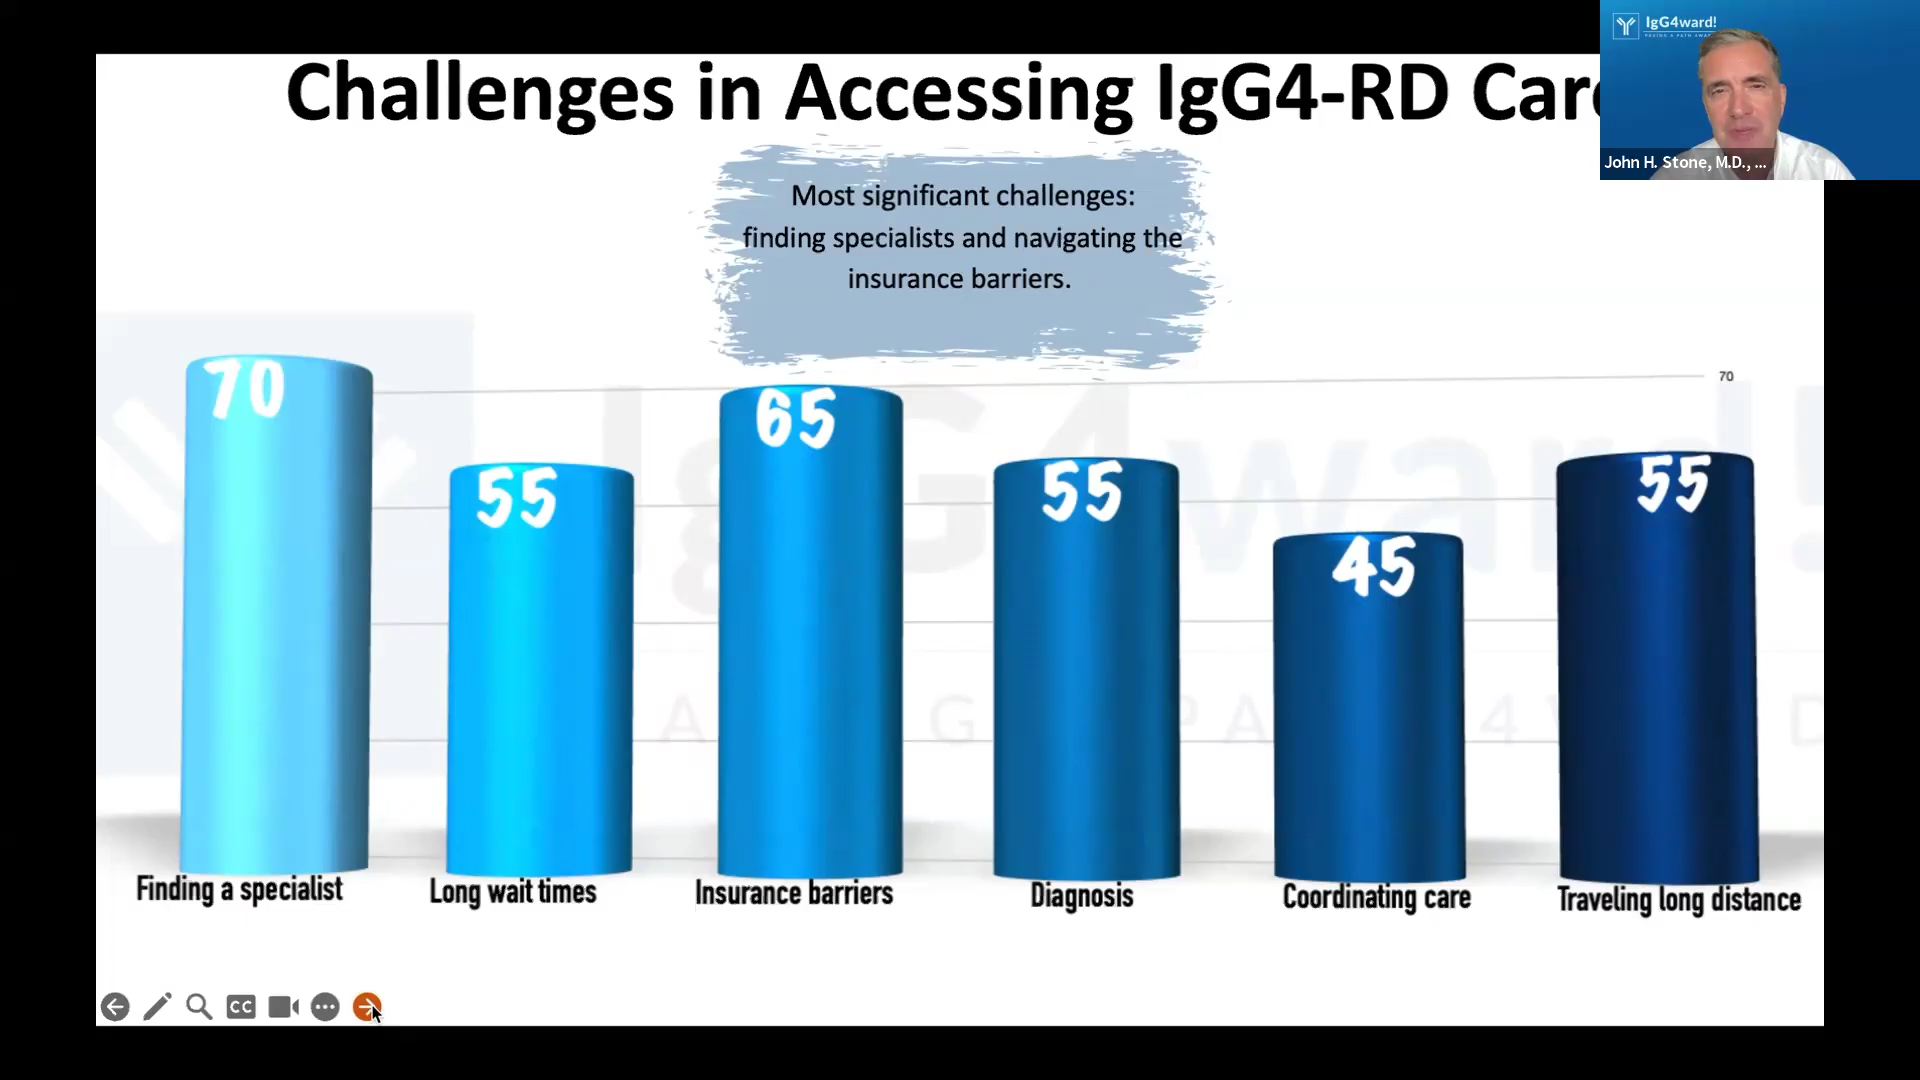 Challenges in Accessing IgG4-RD Care
IgG4ward!
John H. Stone, M.D., ...
Most significant challenges:
finding specialists and navigating the
insurance barriers.
70
70
55
65
55
45
55
Finding a specialist
Long wait times
Insurance barriers
Diagnosis
Coordinating care
Traveling long distance
CC